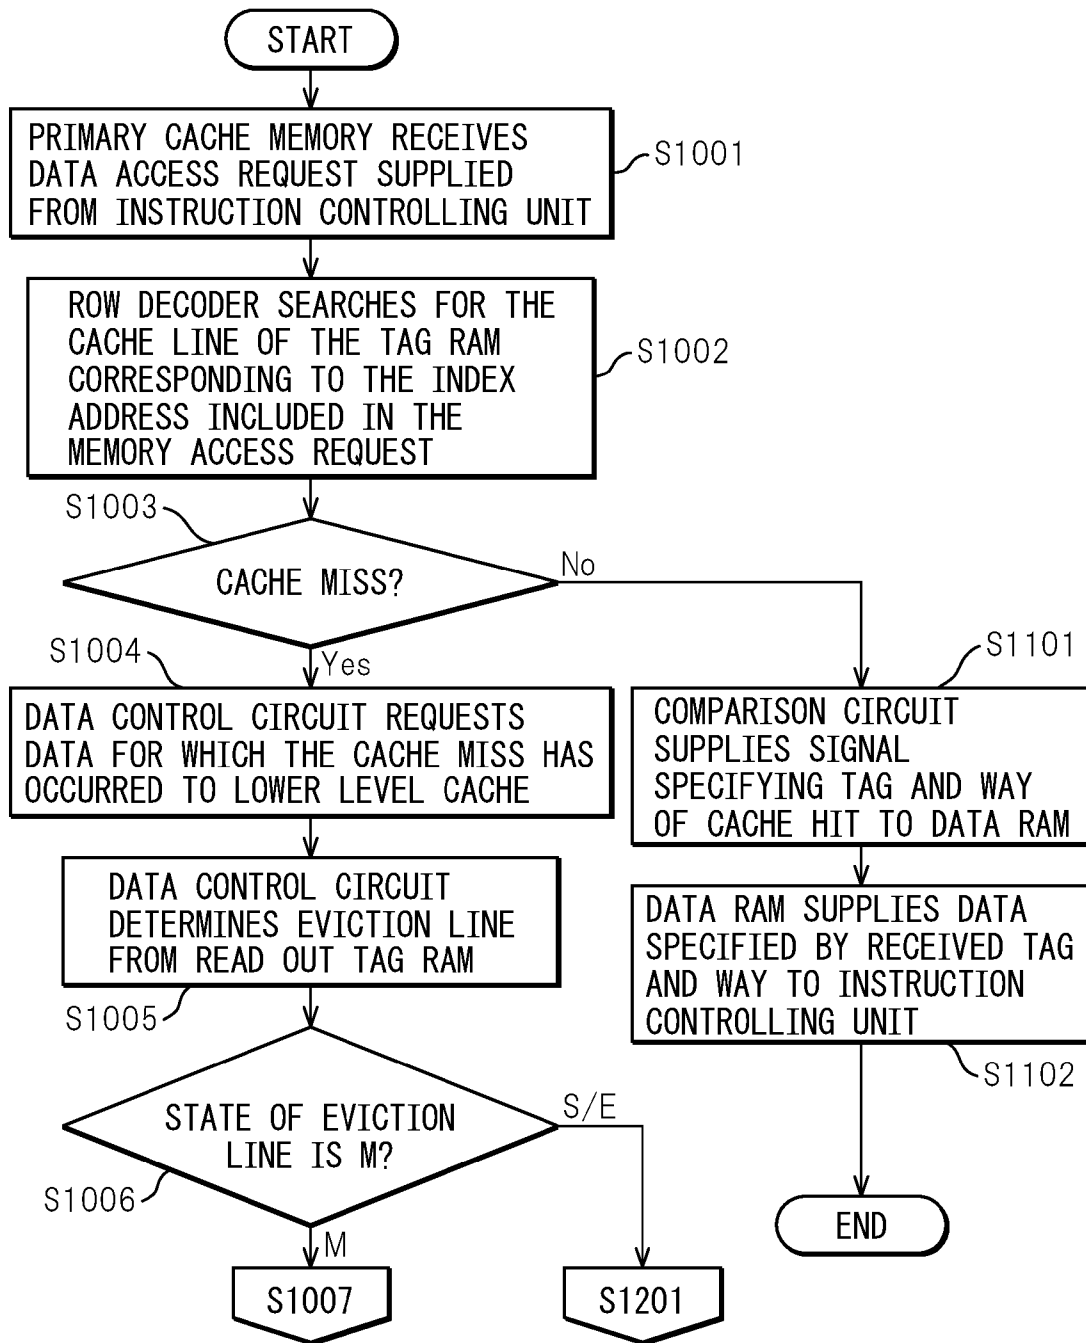 START
PRIMARY CACHE MEMORY RECEIVES
DATA ACCESS REQUEST SUPPLIED
FROM INSTRUCTION CONTROLLING UNIT
S1001
ROW DECODER SEARCHES FOR THE
CACHE LINE OF THE TAG RAM
CORRESPONDING TO THE INDEX
ADDRESS INCLUDED IN THE
MEMORY ACCESS REQUEST
S1002
S1003
CACHE MISS?
No
Yes
S1004
DATA CONTROL CIRCUIT REQUESTS
DATA FOR WHICH THE CACHE MISS HAS
OCCURRED TO LOWER LEVEL CACHE
DATA CONTROL CIRCUIT
DETERMINES EVICTION LINE
FROM READ OUT TAG RAM
S1005
STATE OF EVICTION
LINE IS M?
S1006
S/E
M
S1007
S1201
S1101
COMPARISON CIRCUIT
SUPPLIES SIGNAL
SPECIFYING TAG AND WAY
OF CACHE HIT TO DATA RAM
DATA RAM SUPPLIES DATA
SPECIFIED BY RECEIVED TAG
AND WAY TO INSTRUCTION
CONTROLLING UNIT
S1102
END